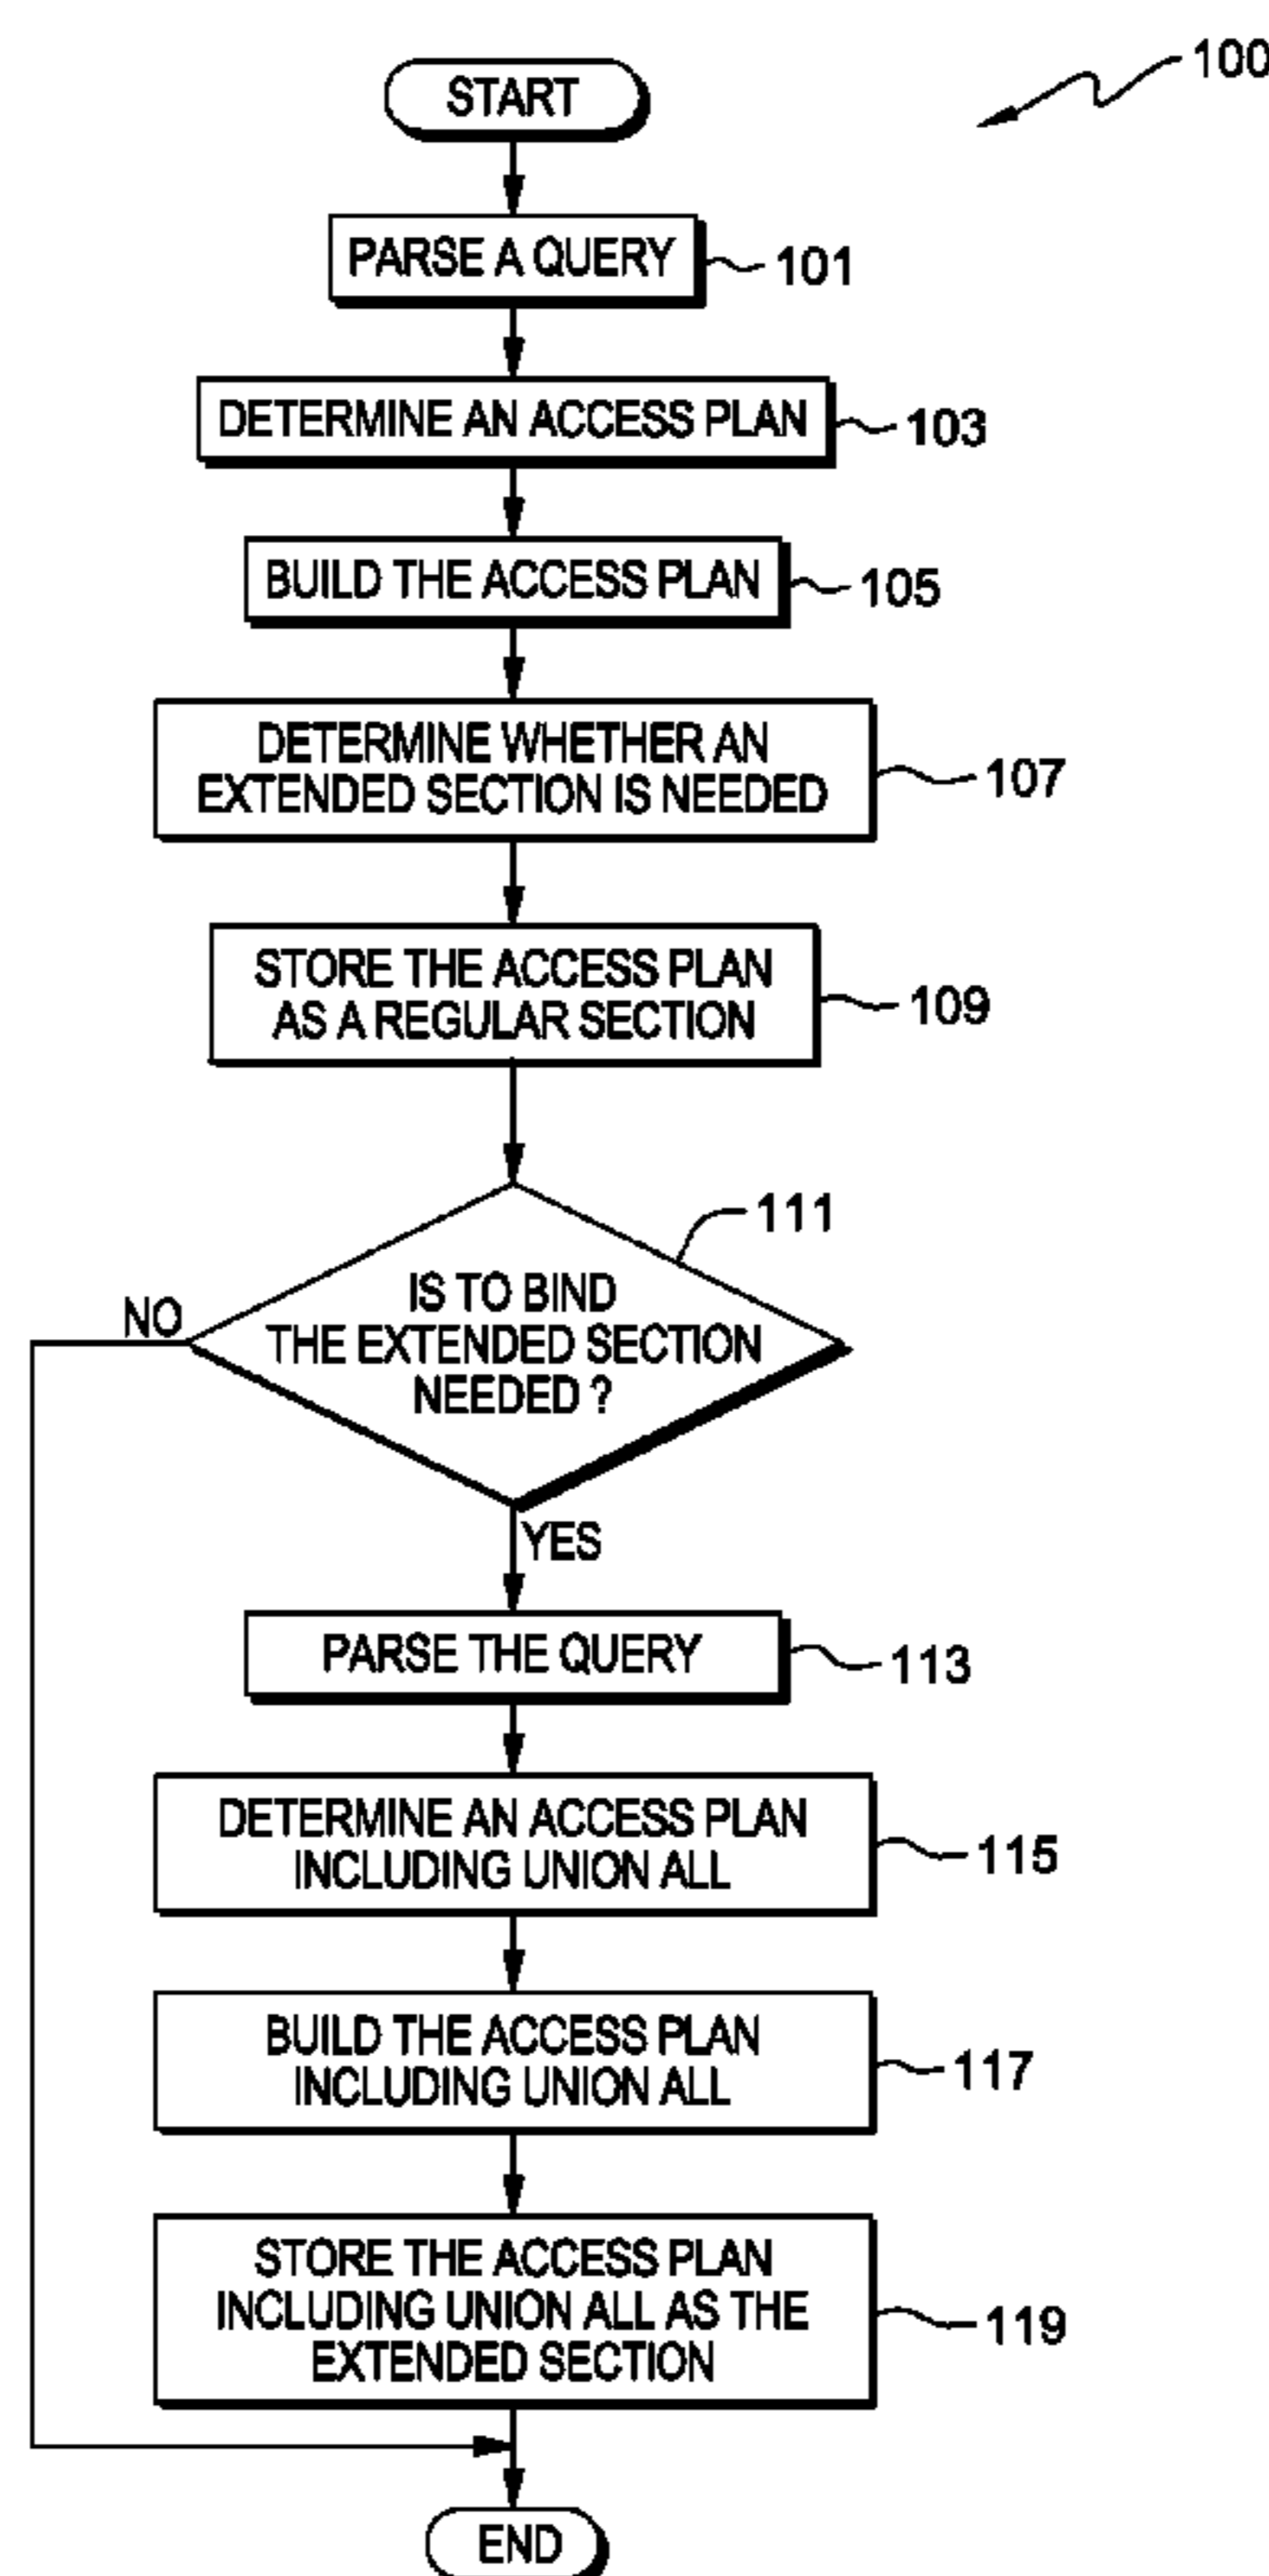 100
START
PARSE A QUERY
101
DETERMINE AN ACCESS PLAN
103
BUILD THE ACCESS PLAN
105
DETERMINE WHETHER AN
EXTENDED SECTION IS NEEDED
107
STORE THE ACCESS PLAN
AS A REGULAR SECTION
109
111
IS TO BIND
THE EXTENDED SECTION
NEEDED ?
NO
YES
PARSE THE QUERY
113
DETERMINE AN ACCESS PLAN
INCLUDING UNION ALL
115
BUILD THE ACCESS PLAN
INCLUDING UNION ALL
117
STORE THE ACCESS PLAN
INCLUDING UNION ALL AS THE
EXTENDED SECTION
119
END